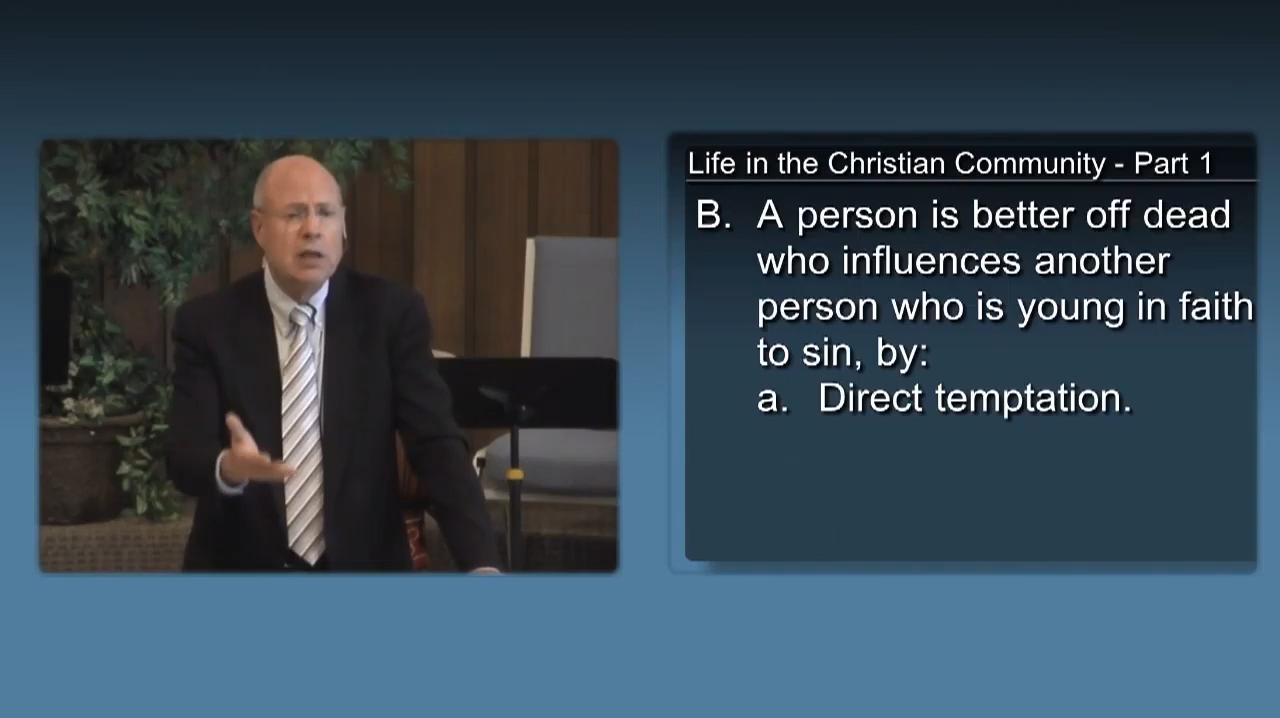 Life in the Christian Community - Part 1
B. A person is better off dead
who influences another
person who is young in faith
to sin, by:
a. Direct temptation.